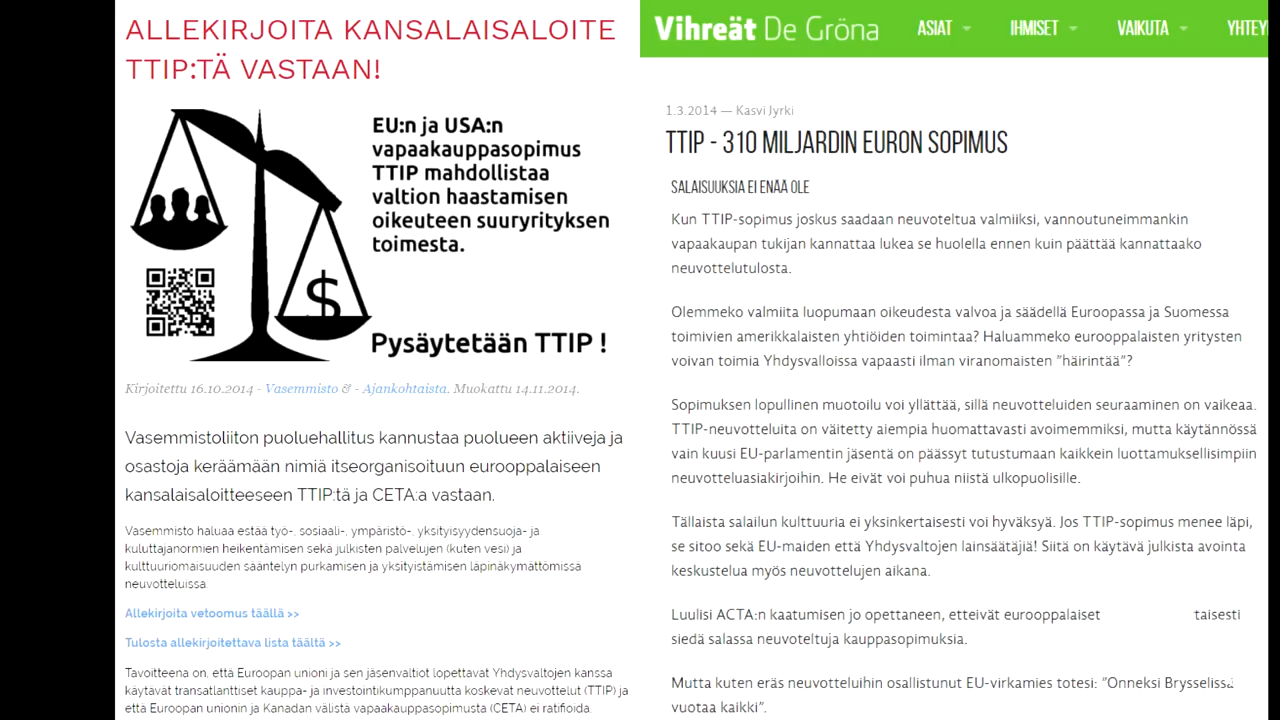 ALLEKIRJOITA KANSALAISALOITE
TTIP:TÄ VASTAAN!
EU:n ja USA:n
vapaakauppasopimus
TTIP mahdollistaa
valtion haastamisen
oikeuteen suuryrityksen
toimesta.
$
Pysäytetään TTIP !
Kirjoitettu 16.10.2014 - Vasemmisto & - Ajankohtaista. Muokattu 14.11.2014.
Vasemmistoliiton puoluehallitus kannustaa puolueen aktiiveja ja
osastoja keräämään nimiä itseorganisoituun eurooppalaiseen
kansalaisaloitteeseen TTIP:tä ja CETA:a vastaan.
Vasemmisto haluaa estää työ-, sosiaali-, ympäristö-, yksityisyydensuoja- ja
kuluttajanormien heikentämisen sekä julkisten palvelujen (kuten vesi) ja
kulttuuriomaisuuden sääntelyn purkamisen ja yksityistämisen läpinäkymättömissä
neuvotteluissa.
Allekirjoita vetoomus täällä >>
Tulosta allekirjoitettava lista täältä >>
Tavoitteena on, että Euroopan unioni ja sen jäsenvaltiot lopettavat Yhdysvaltojen kanssa
käytävät transatlanttiset kauppa- ja investointikumppanuutta koskevat neuvottelut (TTIP) ja
että Euroopan unionin ja Kanadan välistä vapaakauppasopimusta (CETA) ei ratifioida.
Vihreät De Gröna
ASIAT
IHMISET
VAIKUTA
1.3.2014 — Kasvi Jyrki
TTIP - 310 MILJARDIN EURON SOPIMUS
SALAISUUKSIA EI ENÄÄ OLE
Kun TTIP-sopimus joskus saadaan neuvoteltua valmiiksi, vannoutuneimmankin
vapaakaupan tukijan kannattaa lukea se huolella ennen kuin päättää kannattaako
neuvottelutulosta.
Olemmeko valmiita luopumaan oikeudesta valvoa ja säädellä Euroopassa ja Suomessa
toimivien amerikkalaisten yhtiöiden toimintaa? Haluammeko eurooppalaisten yritysten
voivan toimia Yhdysvalloissa vapaasti ilman viranomaisten ”häirintää”?
Sopimuksen lopullinen muotoilu voi yllättää, sillä neuvotteluiden seuraaminen on vaikeaa.
TTIP-neuvotteluita on väitetty aiempia huomattavasti avoimemmiksi, mutta käytännössä
vain kuusi EU-parlamentin jäsentä on päässyt tutustumaan kaikkein luottamuksellisimpiin
neuvotteluasiakirjoihin. He eivät voi puhua niistä ulkopuolisille.
Tällaista salailun kulttuuria ei yksinkertaisesti voi hyväksyä. Jos TTIP-sopimus menee läpi,
se sitoo sekä EU-maiden että Yhdysvaltojen lainsäätäjiä! Siitä on käytävä julkista avointa
keskustelua myös neuvottelujen aikana.
Luulisi ACTA:n kaatumisen jo opettaneen, etteivät eurooppalaiset taisesti
siedä salassa neuvoteltuja kauppasopimuksia.
Mutta kuten eräs neuvotteluihin osallistunut EU-virkamies totesi: ”Onneksi Brysselissä
vuotaa kaikki”.